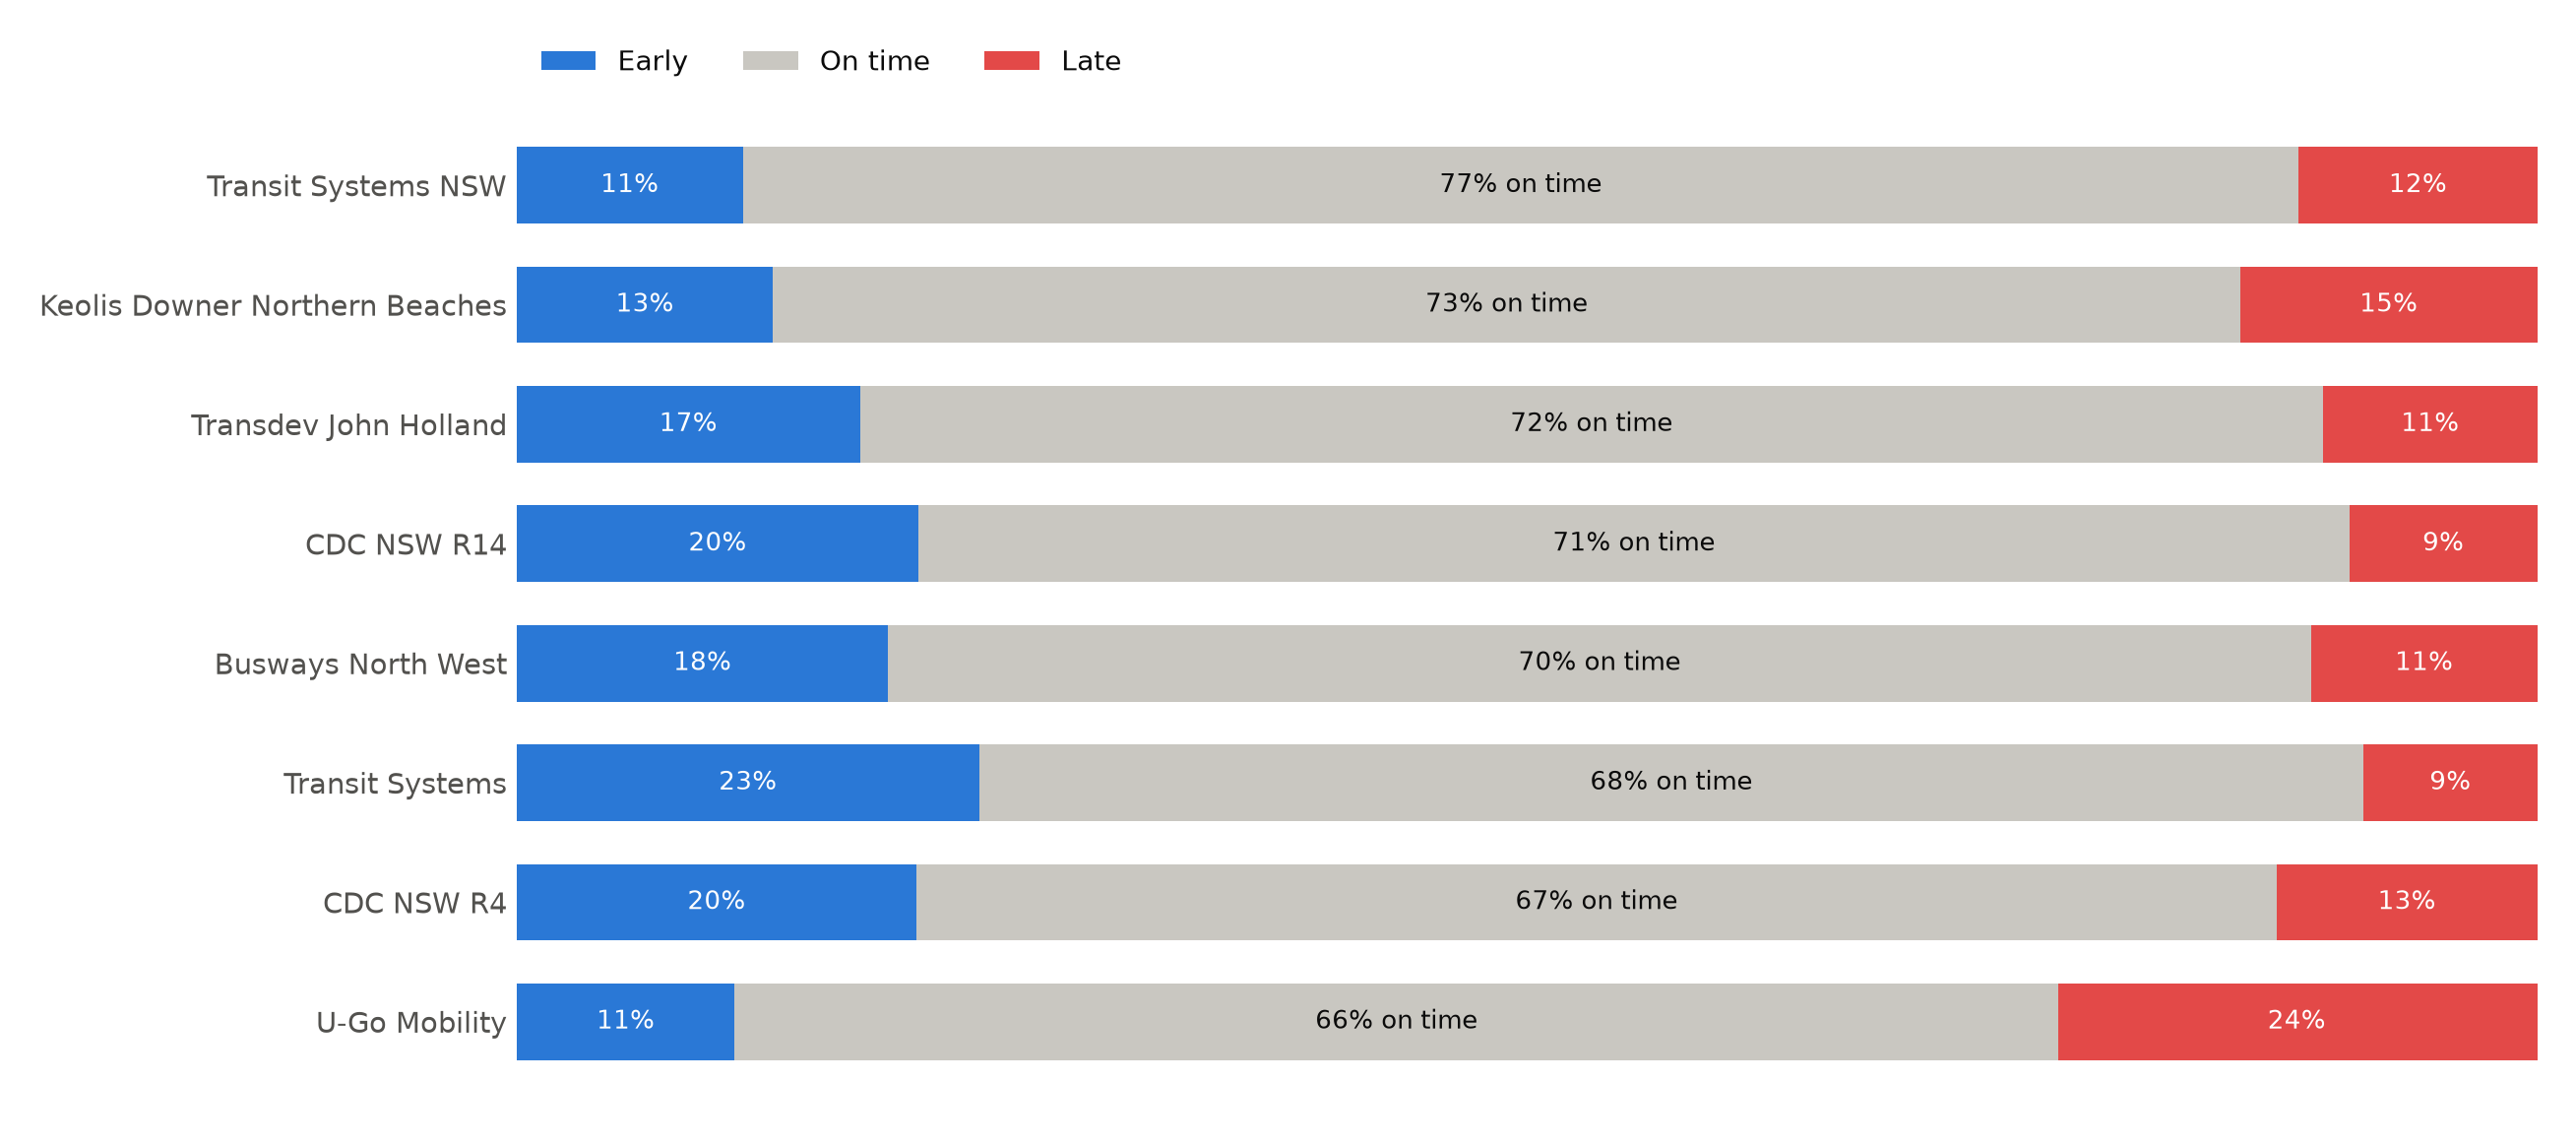 Early On time Late
Transit Systems NSW 11% 77% on time 12%
Keolis Downer Northern Beaches 13% 73% on time 15%
Transdev John Holland 17% 72% on time 11%
CDC NSW R14 20% 71% on time 9%
Busways North West 18% 70% on time 11%
Transit Systems 23% 68% on time 9%
CDC NSW R4 20% 67% on time 13%
U-Go Mobility 11% 66% on time 24%